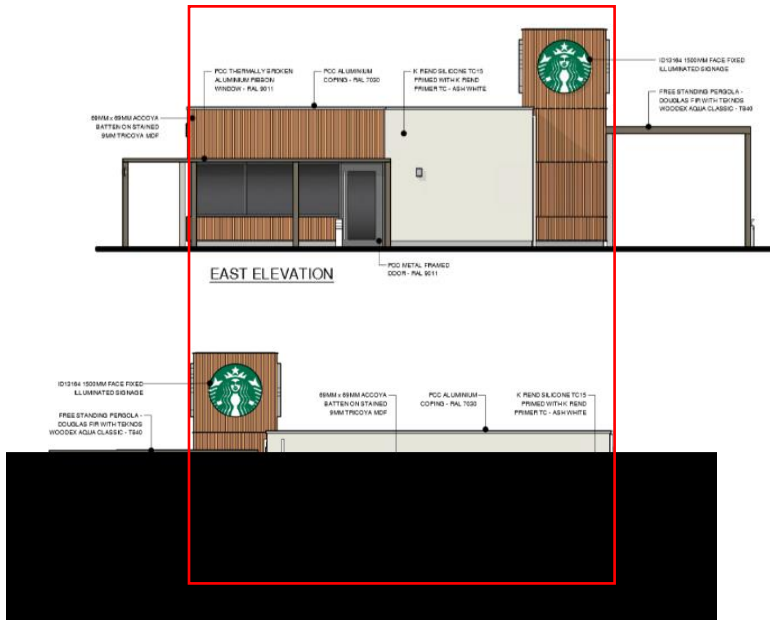 PCC THERMALLY BROKEN
ALUMINIUM RIBBON
WINDOW - RAL 9011
PCC ALUMINIUM
COPING - RAL 7030
K REND SILICONE TC15
PRIMED WITH K REND
PRIMER TC - ASH WHITE
ID13164 1500MM FACE FIXED
ILLUMINATED SIGNAGE
FREE STANDING PERGOLA -
DOUGLAS FIR WITH TEKNOS
WOODEX AQUA CLASSIC - T840
69MM x 69MM ACCOYA
BATTEN ON STAINED
9MM TRICOYA MDF
PCC METAL FRAMED
DOOR - RAL 9011
EAST ELEVATION
ID13164 1500MM FACE FIXED
ILLUMINATED SIGNAGE
FREE STANDING PERGOLA -
DOUGLAS FIR WITH TEKNOS
WOODEX AQUA CLASSIC - T840
69MM x 69MM ACCOYA
BATTEN ON STAINED
9MM TRICOYA MDF
PCC ALUMINIUM
COPING - RAL 7030
K REND SILICONE TC15
PRIMED WITH K REND
PRIMER TC - ASH WHITE